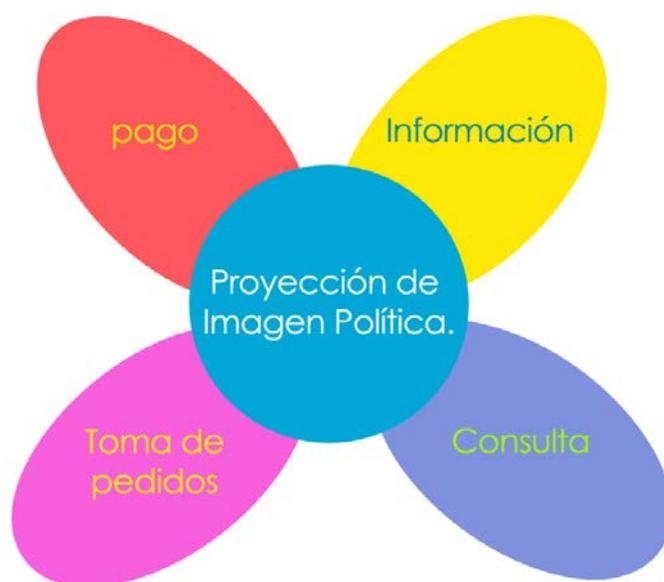 pago
Información
Proyección de
Imagen Política.
Toma de
pedidos
Consulta